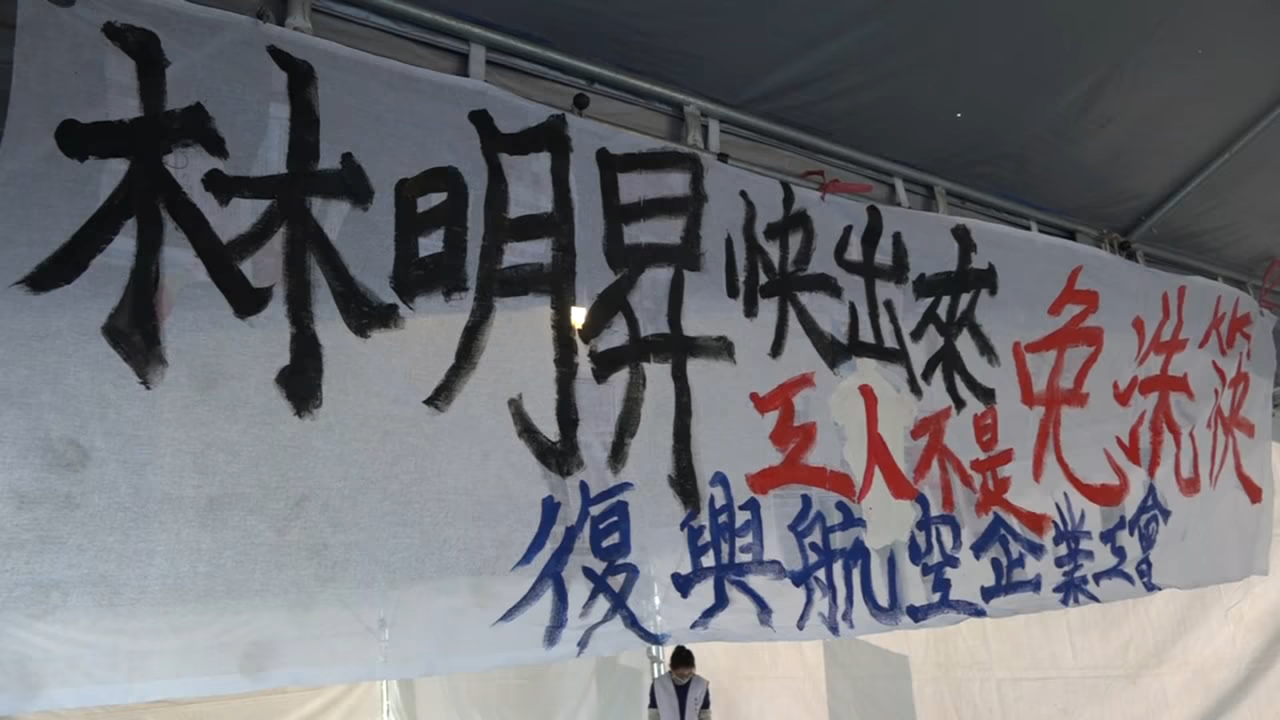 林明昇快出來
工人不是免洗筷
復興航空企業工會